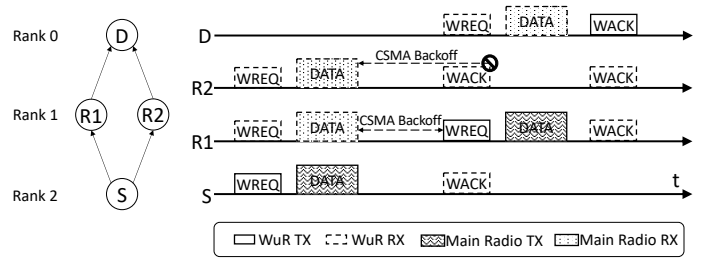 Rank 0
D
D
WREQ
DATA
WACK
CSMA Backoff
R2
WREQ
DATA
WACK
WACK
Rank 1
R1
R2
CSMA Backoff
R1
WREQ
DATA
WREQ
DATA
WACK
Rank 2
S
S
WREQ
DATA
WACK
t
WuR TX
WuR RX
Main Radio TX
Main Radio RX